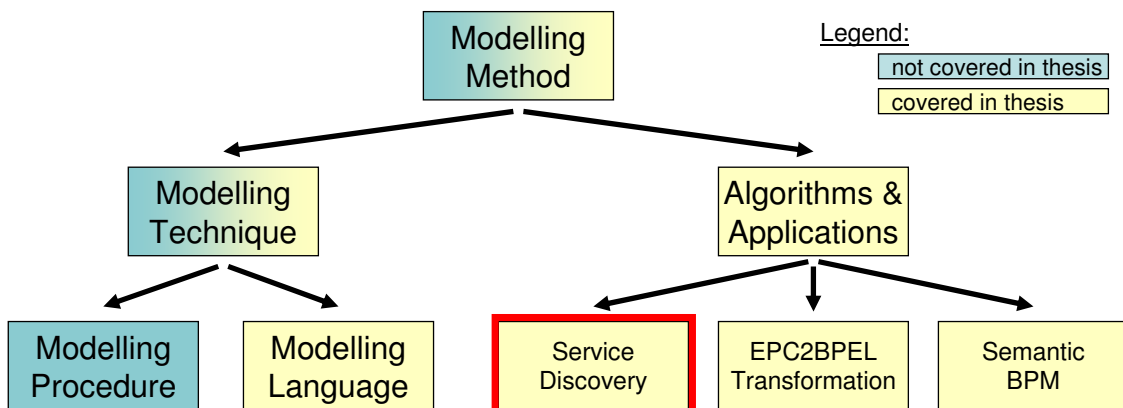 Modelling
Method
Legend:
not covered in thesis
covered in thesis
Modelling
Technique
Algorithms &
Applications
Modelling
Procedure
Modelling
Language
Service
Discovery
EPC2BPEL
Transformation
Semantic
BPM